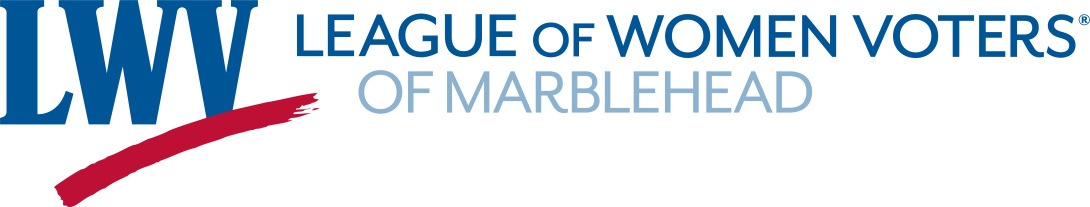 LWV
LEAGUE OF WOMEN VOTERS®
OF MARBLEHEAD